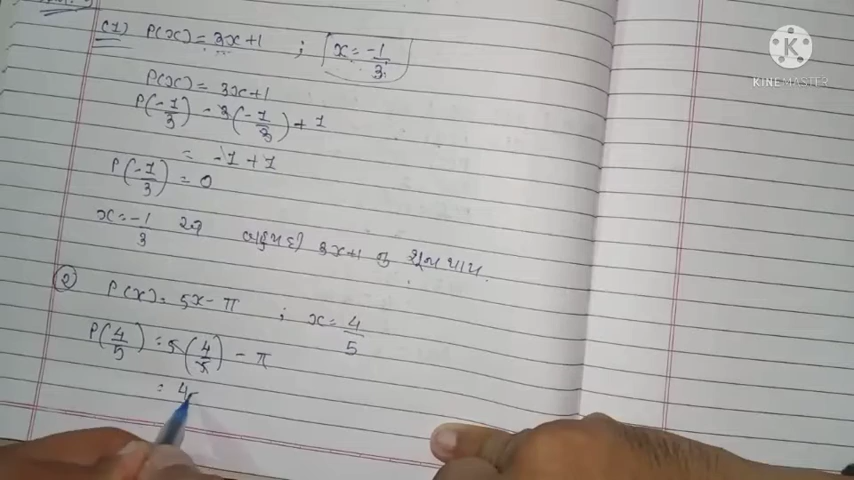 (1) P(x) = 3x+1 ; x = -1/3
P(x) = 3x+1
P(-1/3) = 3(-1/3) + 1
= -1 + 1
P(-1/3) = 0
x = -1/3 એ બહુપદી 3x+1 નું શૂન્ય થાય.
(2) P(x) = 5x - π ; x = 4/5
P(4/5) = 5(4/5) - π
= 4
KINEMASTER